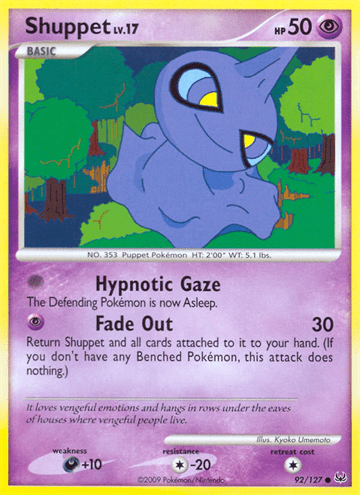 Shuppet LV.17 HP 50
BASIC
NO. 353 Puppet Pokémon HT: 2'00" WT: 5.1 lbs.
Hypnotic Gaze
The Defending Pokémon is now Asleep.
Fade Out 30
Return Shuppet and all cards attached to it to your hand. (If
you don't have any Benched Pokémon, this attack does
nothing.)
It loves vengeful emotions and hangs in rows under the eaves
of houses where vengeful people live.
Illus. Kyoko Umemoto
weakness resistance retreat cost
+10 -20
©2009 Pokémon/Nintendo 92/127